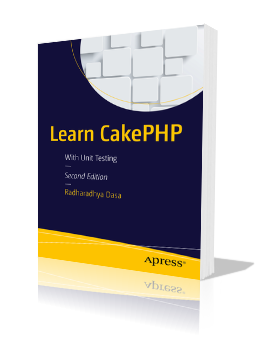 Learn CakePHP
With Unit Testing
Second Edition
Radharadhya Dasa
Apress®